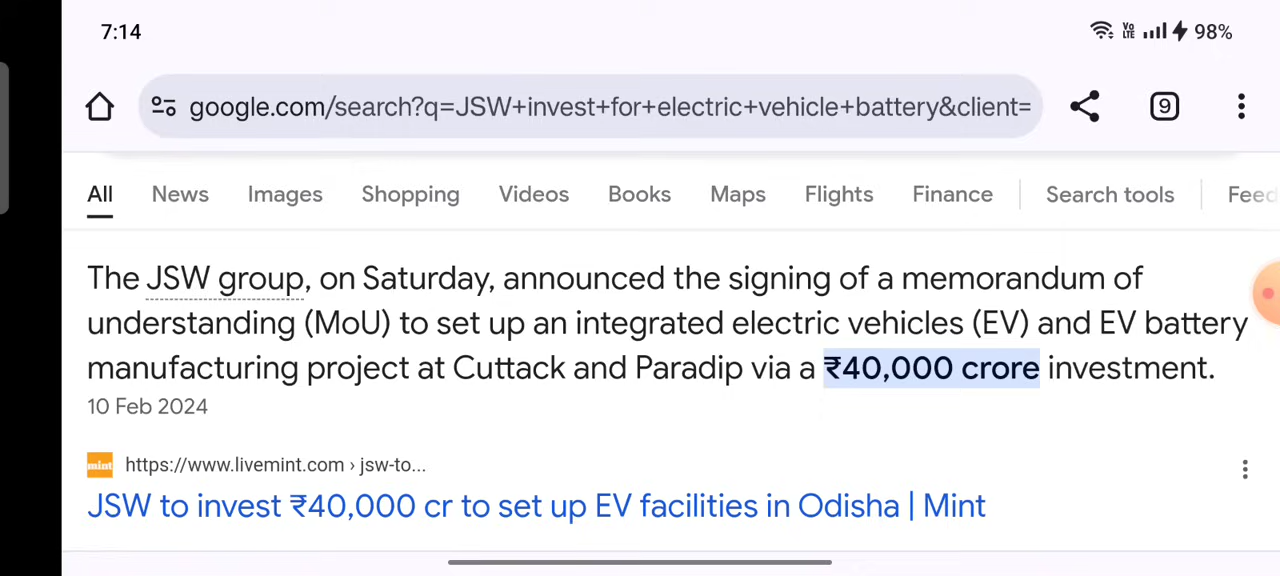 7:14
Vo LTE 98%
google.com/search?q=JSW+invest+for+electric+vehicle+battery&client=
9
All News Images Shopping Videos Books Maps Flights Finance Search tools Feed
The JSW group, on Saturday, announced the signing of a memorandum of
understanding (MoU) to set up an integrated electric vehicles (EV) and EV battery
manufacturing project at Cuttack and Paradip via a ₹40,000 crore investment.
10 Feb 2024
mint https://www.livemint.com › jsw-to...
JSW to invest ₹40,000 cr to set up EV facilities in Odisha | Mint